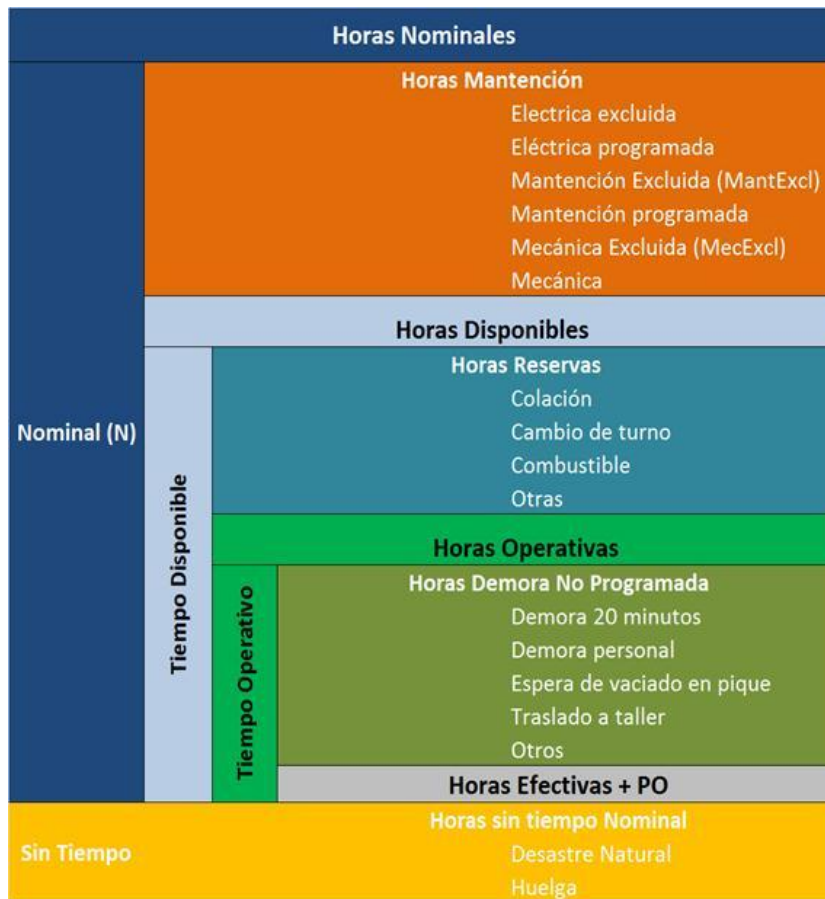 Horas Nominales
Horas Mantención
Electrica excluida
Eléctrica programada
Mantención Excluida (MantExcl)
Mantención programada
Mecánica Excluida (MecExcl)
Mecánica
Horas Disponibles
Horas Reservas
Colación
Nominal (N)
Cambio de turno
Combustible
Otras
Tiempo Disponible
Horas Operativas
Horas Demora No Programada
Demora 20 minutos
Demora personal
Espera de vaciado en pique
Traslado a taller
Otros
Tiempo Operativo
Horas Efectivas + PO
Horas sin tiempo Nominal
Sin Tiempo
Desastre Natural
Huelga